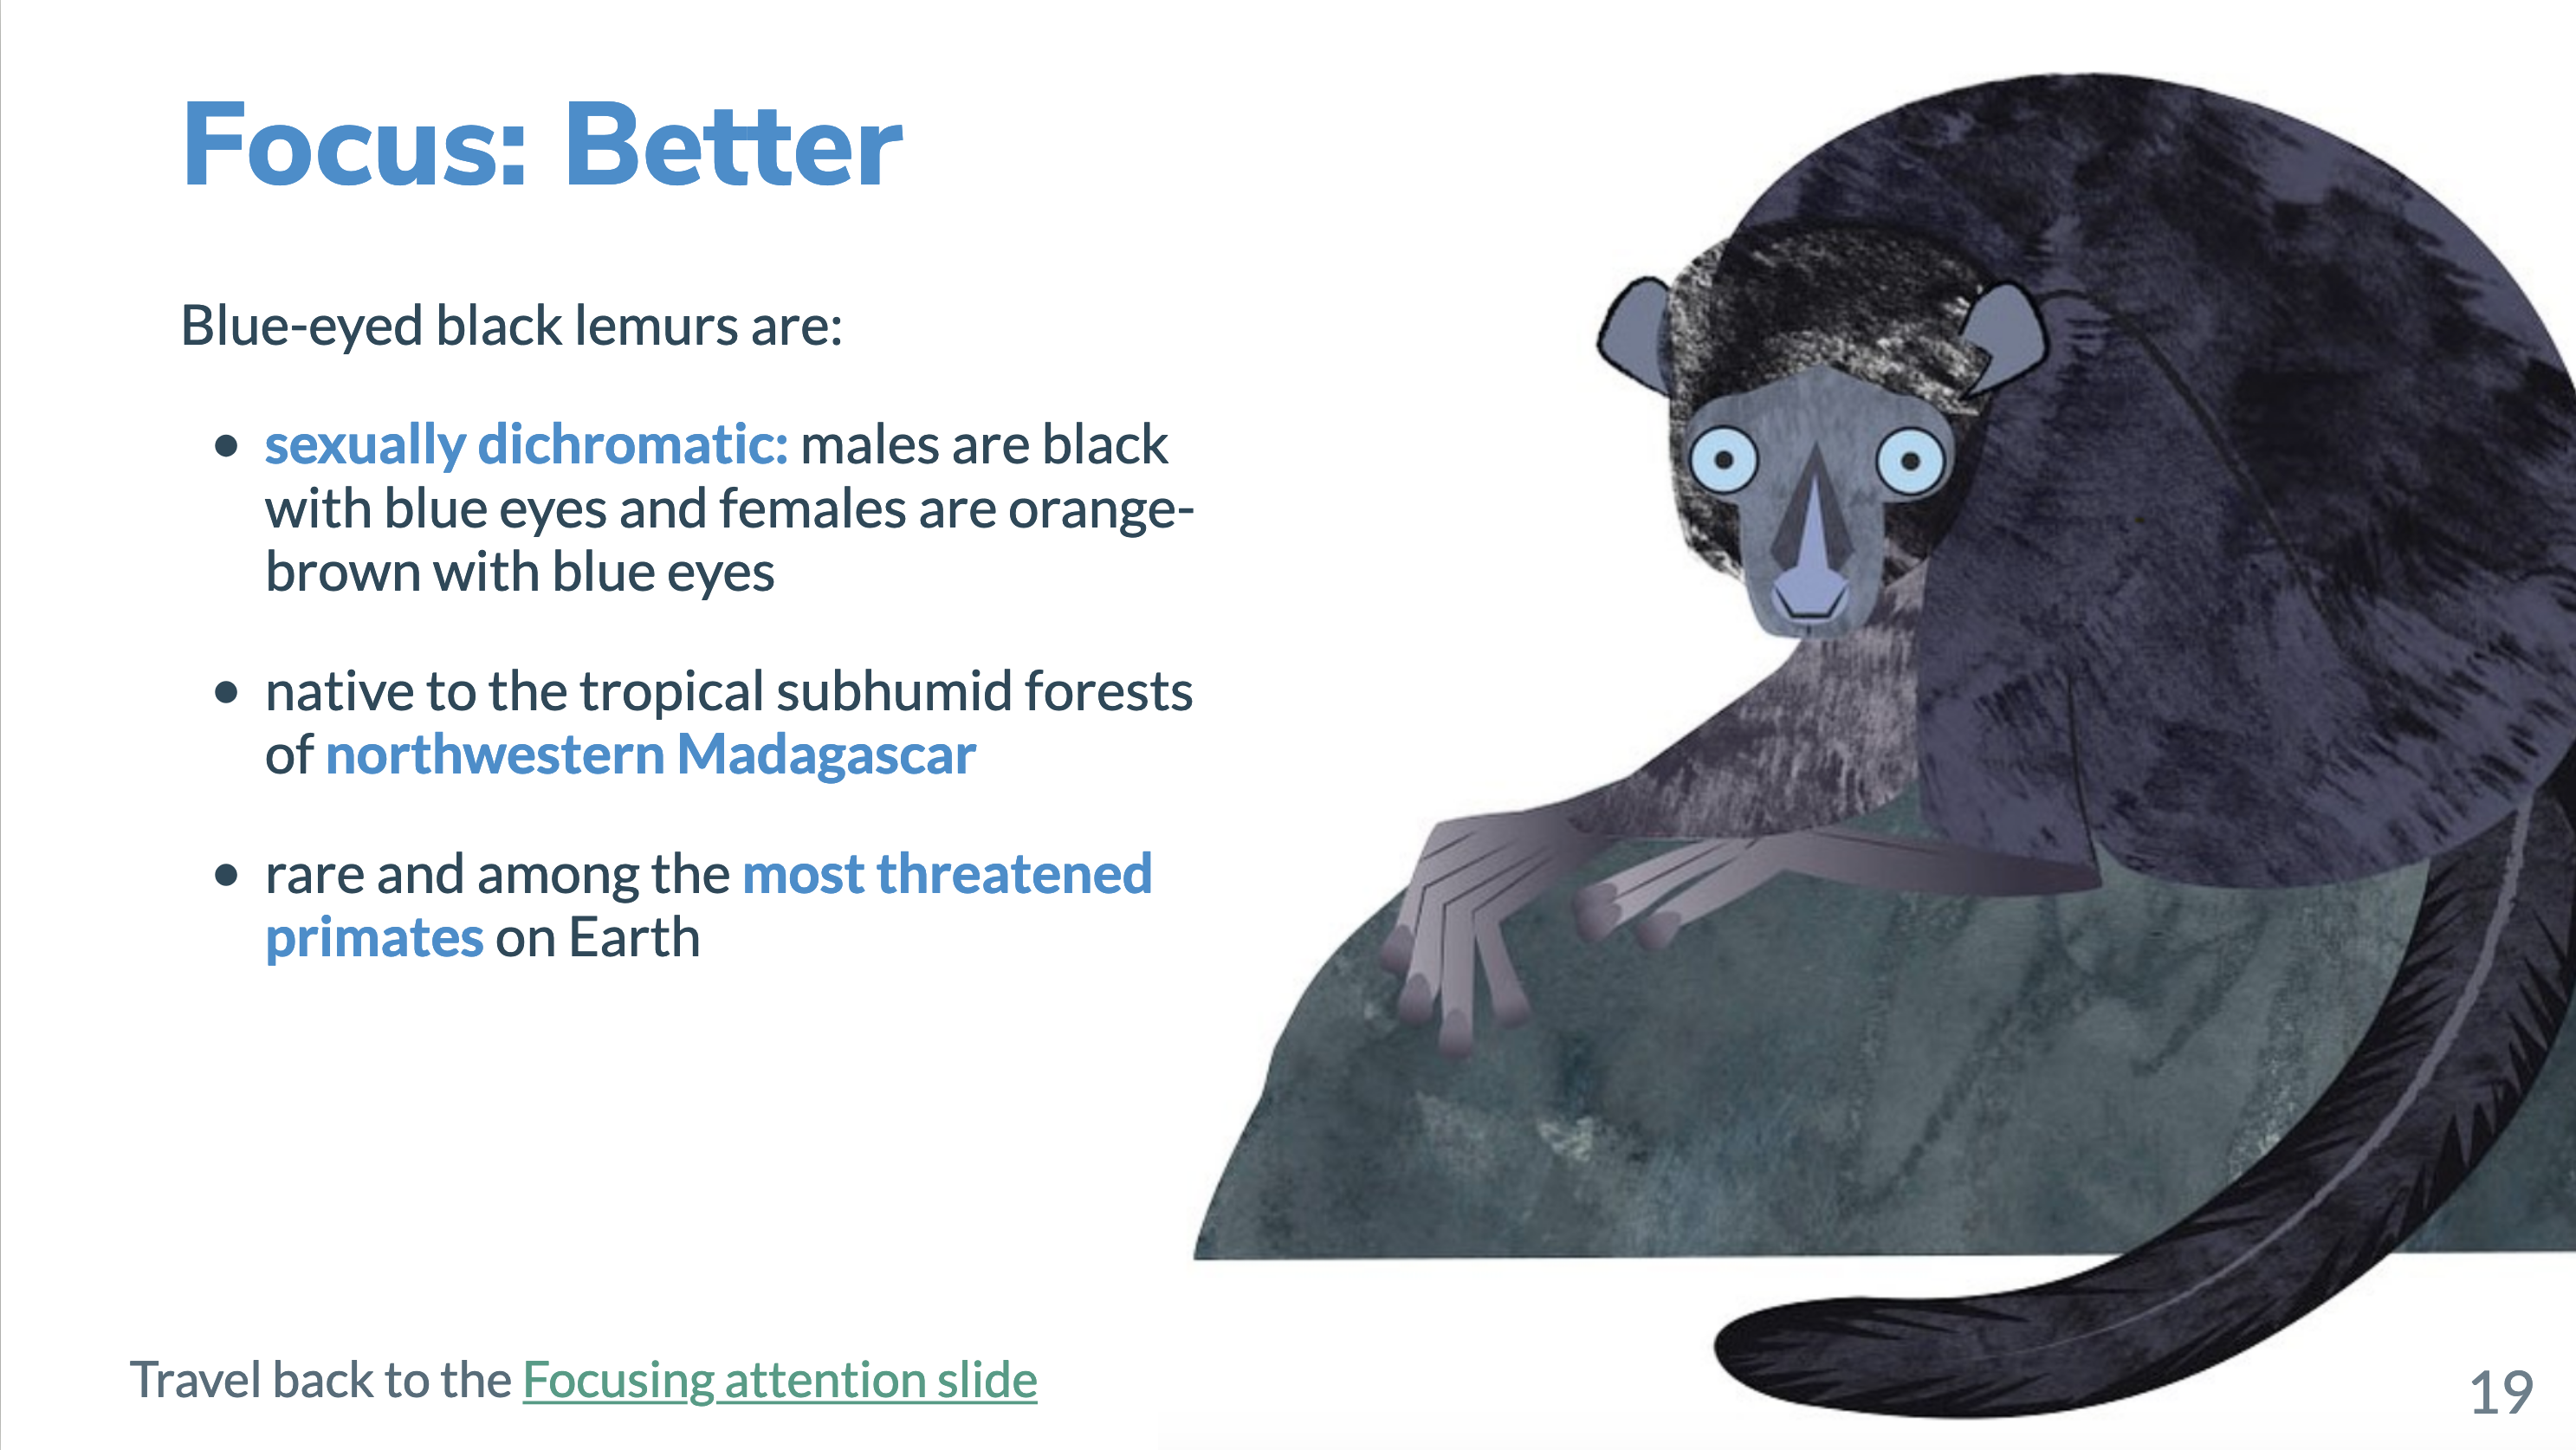 Focus: Better
Blue-eyed black lemurs are:
• sexually dichromatic: males are black
with blue eyes and females are orange-
brown with blue eyes
• native to the tropical subhumid forests
of northwestern Madagascar
• rare and among the most threatened
primates on Earth
Travel back to the Focusing attention slide
19